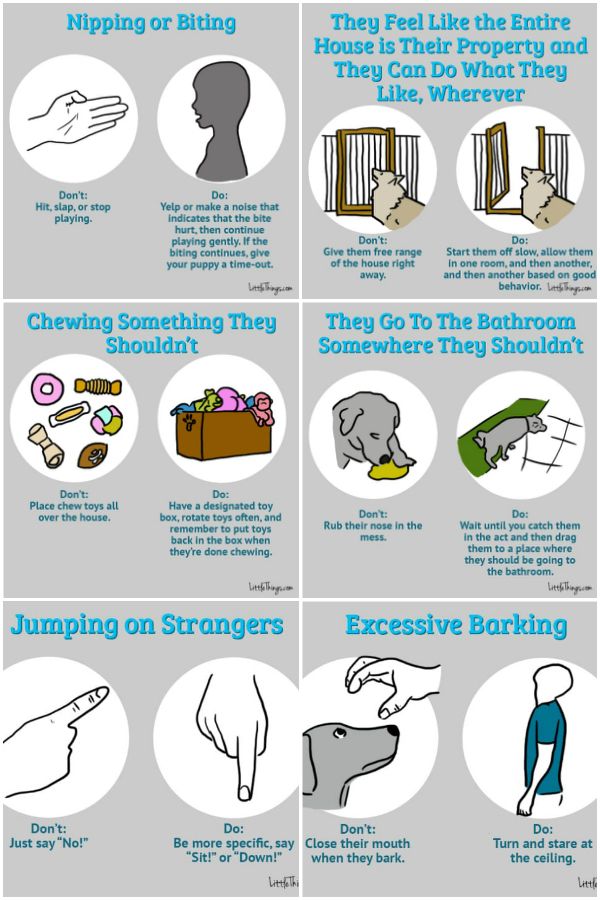 Nipping or Biting
Don't:
Hit, slap, or stop
playing.
Do:
Yelp or make a noise that
indicates that the bite
hurt, then continue
playing gently. If the
biting continues, give
your puppy a time-out.
LittleThings.com
They Feel Like the Entire
House is Their Property and
They Can Do What They
Like, Wherever
Don't:
Give them free range
of the house right
away.
Do:
Start them off slow, allow them
in one room, and then another,
and then another based on good
behavior.
LittleThings.com
Chewing Something They
Shouldn't
Don't:
Place chew toys all
over the house.
Do:
Have a designated toy
box, rotate toys often, and
remember to put toys
back in the box when
they're done chewing.
LittleThings.com
They Go To The Bathroom
Somewhere They Shouldn't
Don't:
Rub their nose in the
mess.
Do:
Wait until you catch them
in the act and then drag
them to a place where
they should be going to
the bathroom.
LittleThings.com
Jumping on Strangers
Don't:
Just say “No!”
Do:
Be more specific, say
“Sit!” or “Down!”
LittleThi
Excessive Barking
Don't:
Close their mouth
when they bark.
Do:
Turn and stare at
the ceiling.
LittleThin